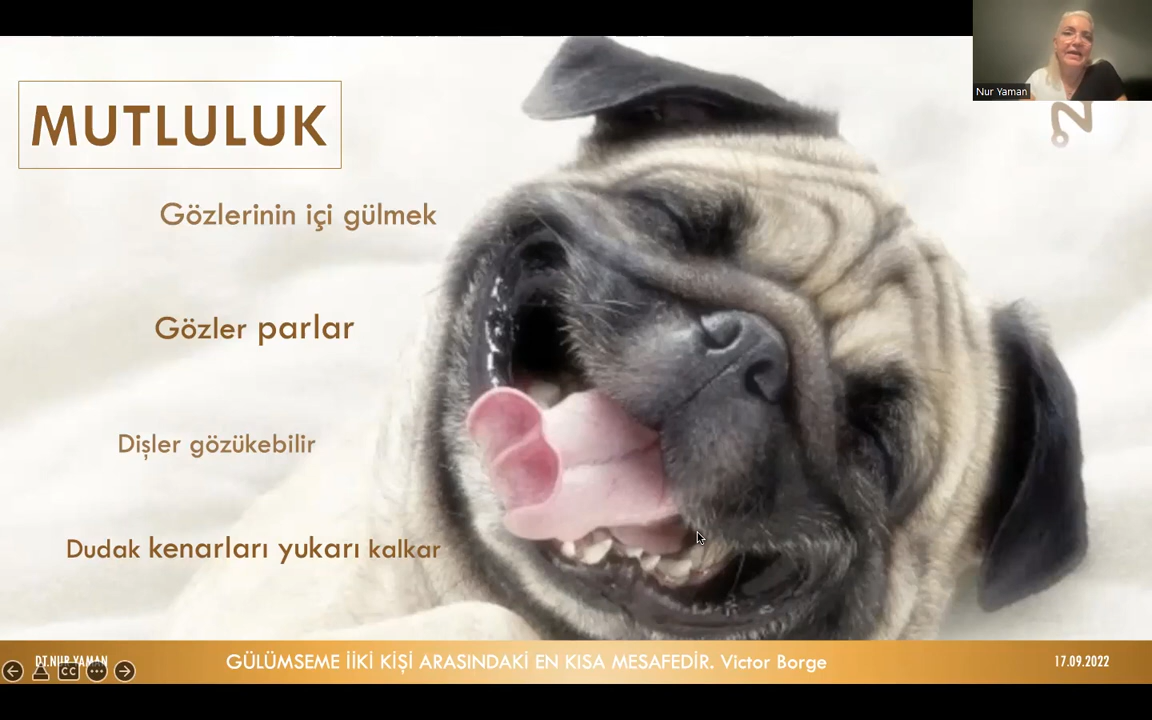 MUTLULUK
Gözlerinin içi gülmek
Gözler parlar
Dişler gözükebilir
Dudak kenarları yukarı kalkar
Nur Yaman
DT.NUR YAMAN
CC
GÜLÜMSEME İİKİ KİŞİ ARASINDAKİ EN KISA MESAFEDİR. Victor Borge
17.09.2022